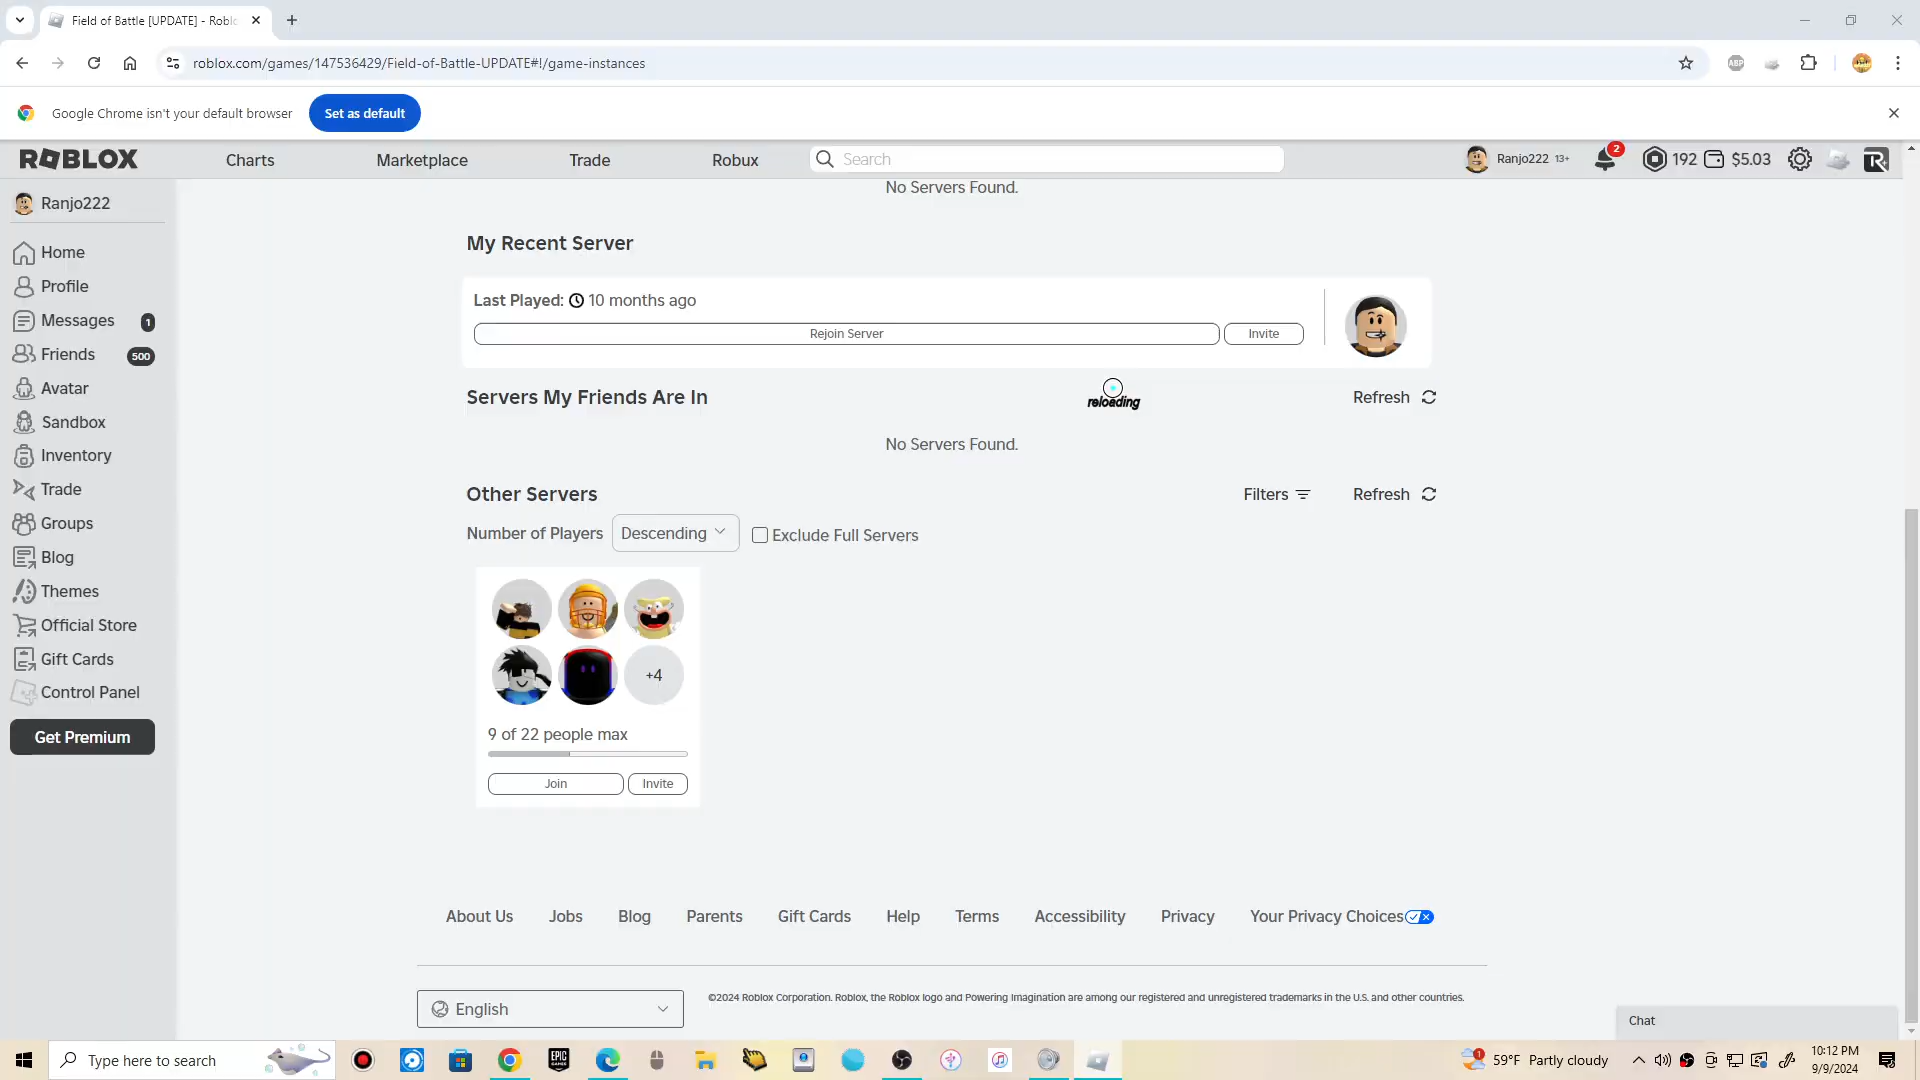 Field of Battle [UPDATE] - Roblo
roblox.com/games/147536429/Field-of-Battle-UPDATE#!/game-instances
ABP
Google Chrome isn't your default browser
Set as default
ROBLOX
Charts
Marketplace
Trade
Robux
Search
Ranjo222 13+
2
192
$5.03
Ranjo222
Home
Profile
Messages
1
Friends
500
Avatar
Sandbox
Inventory
Trade
Groups
Blog
Themes
Official Store
Gift Cards
Control Panel
Get Premium
No Servers Found.
My Recent Server
Last Played: 10 months ago
Rejoin Server
Invite
reloading
Servers My Friends Are In
Refresh
No Servers Found.
Other Servers
Filters
Refresh
Number of Players
Descending
Exclude Full Servers
+4
9 of 22 people max
Join
Invite
About Us
Jobs
Blog
Parents
Gift Cards
Help
Terms
Accessibility
Privacy
Your Privacy Choices
English
©2024 Roblox Corporation. Roblox, the Roblox logo and Powering Imagination are among our registered and unregistered trademarks in the U.S. and other countries.
Chat
Type here to search
EPIC GAMES
1
59°F Partly cloudy
10:12 PM
9/9/2024